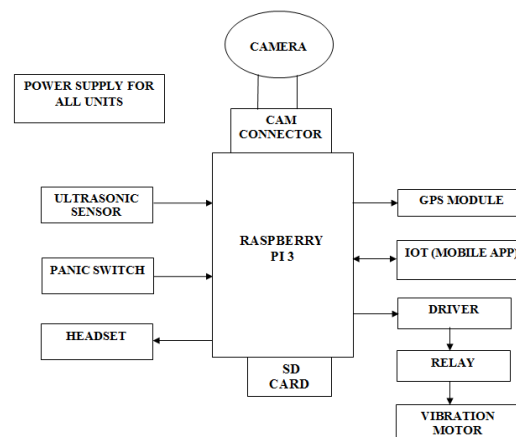 CAMERA
POWER SUPPLY FOR
ALL UNITS
CAM
CONNECTOR
ULTRASONIC
SENSOR
GPS MODULE
RASPBERRY
PI 3
IOT (MOBILE APP)
PANIC SWITCH
DRIVER
HEADSET
RELAY
SD
CARD
VIBRATION
MOTOR